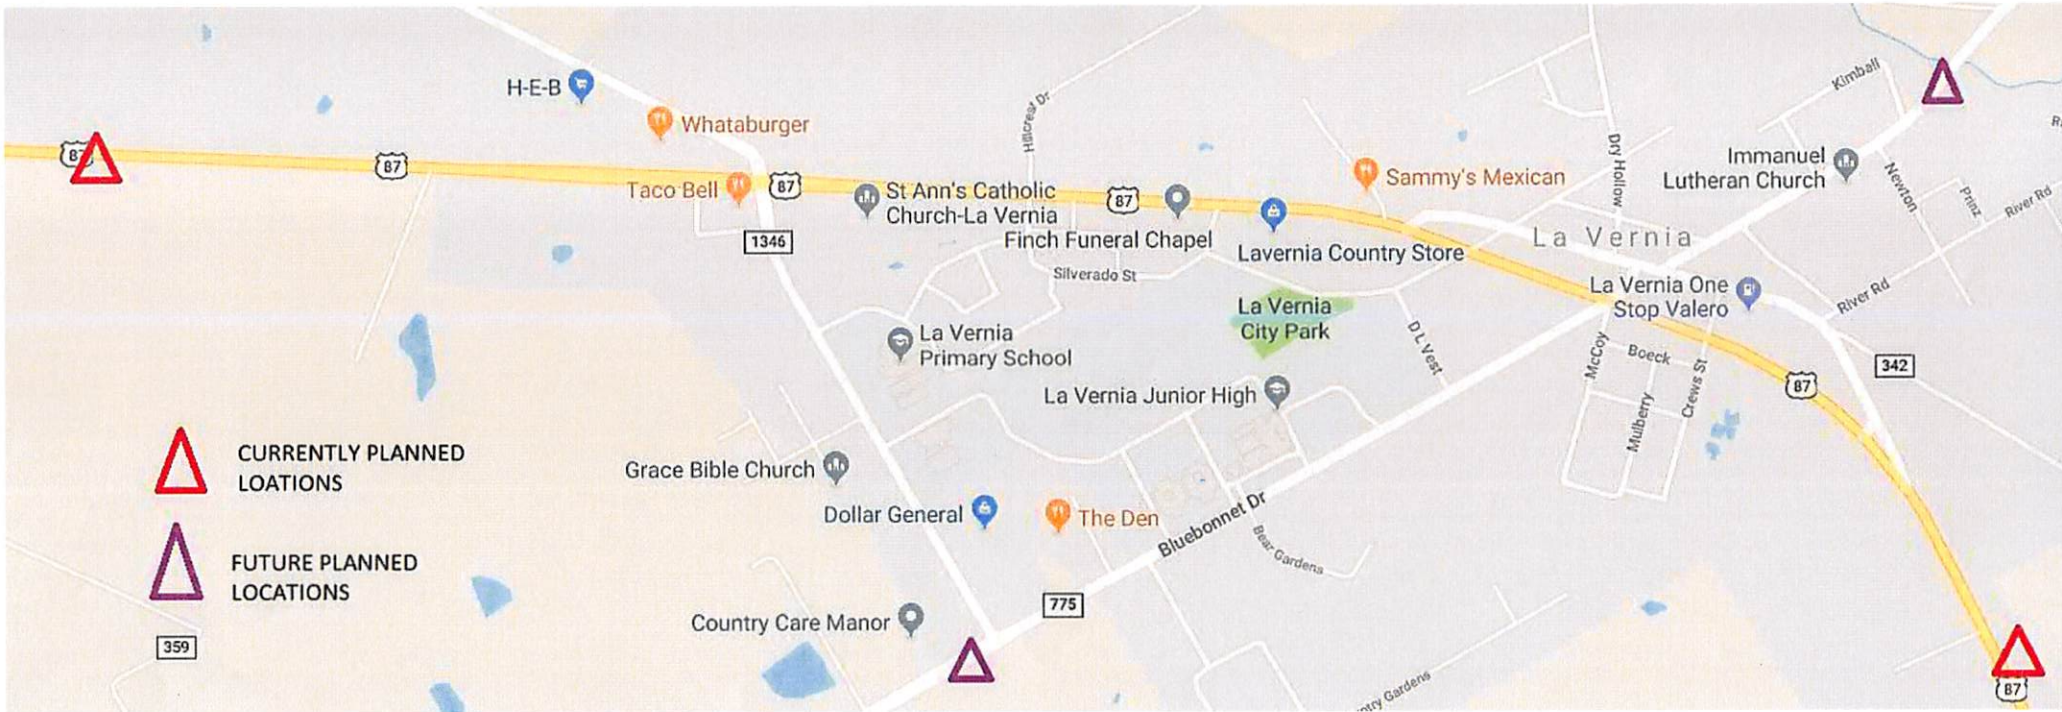 Kimball
H-E-B
Whataburger
Hillcrest Dr
Dry Hollow
87
87
Immanuel
Lutheran Church
Sammy's Mexican
Taco Bell
87
St Ann's Catholic
Church-La Vernia
87
Newton
Prinz
River Rd
1346
Finch Funeral Chapel
Lavernia Country Store
La Vernia
Silverado St
La Vernia One
Stop Valero
River Rd
La Vernia
City Park
La Vernia
Primary School
D L Vest
McCoy
Boeck
342
La Vernia Junior High
Crews St
87
Mulberry
CURRENTLY PLANNED
LOATIONS
Grace Bible Church
Dollar General
The Den
Bluebonnet Dr
Bear Gardens
FUTURE PLANNED
LOCATIONS
775
Country Care Manor
359
ntry Gardens
87